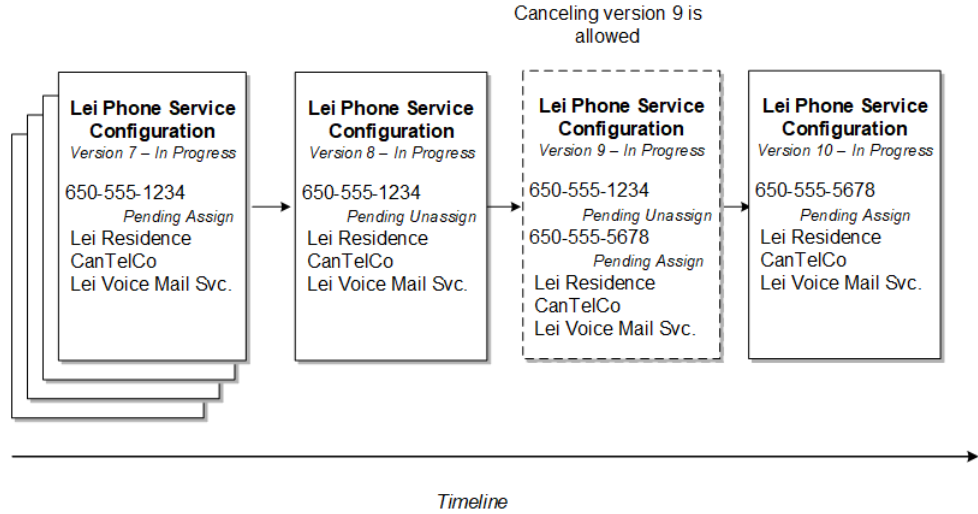 Canceling version 9 is
allowed
Lei Phone Service
Configuration
Version 7 – In Progress
650-555-1234
Pending Assign
Lei Residence
CanTelCo
Lei Voice Mail Svc.
Lei Phone Service
Configuration
Version 8 – In Progress
650-555-1234
Pending Unassign
Lei Residence
CanTelCo
Lei Voice Mail Svc.
Lei Phone Service
Configuration
Version 9 – In Progress
650-555-1234
Pending Unassign
650-555-5678
Pending Assign
Lei Residence
CanTelCo
Lei Voice Mail Svc.
Lei Phone Service
Configuration
Version 10 – In Progress
650-555-5678
Pending Assign
Lei Residence
CanTelCo
Lei Voice Mail Svc.
Timeline